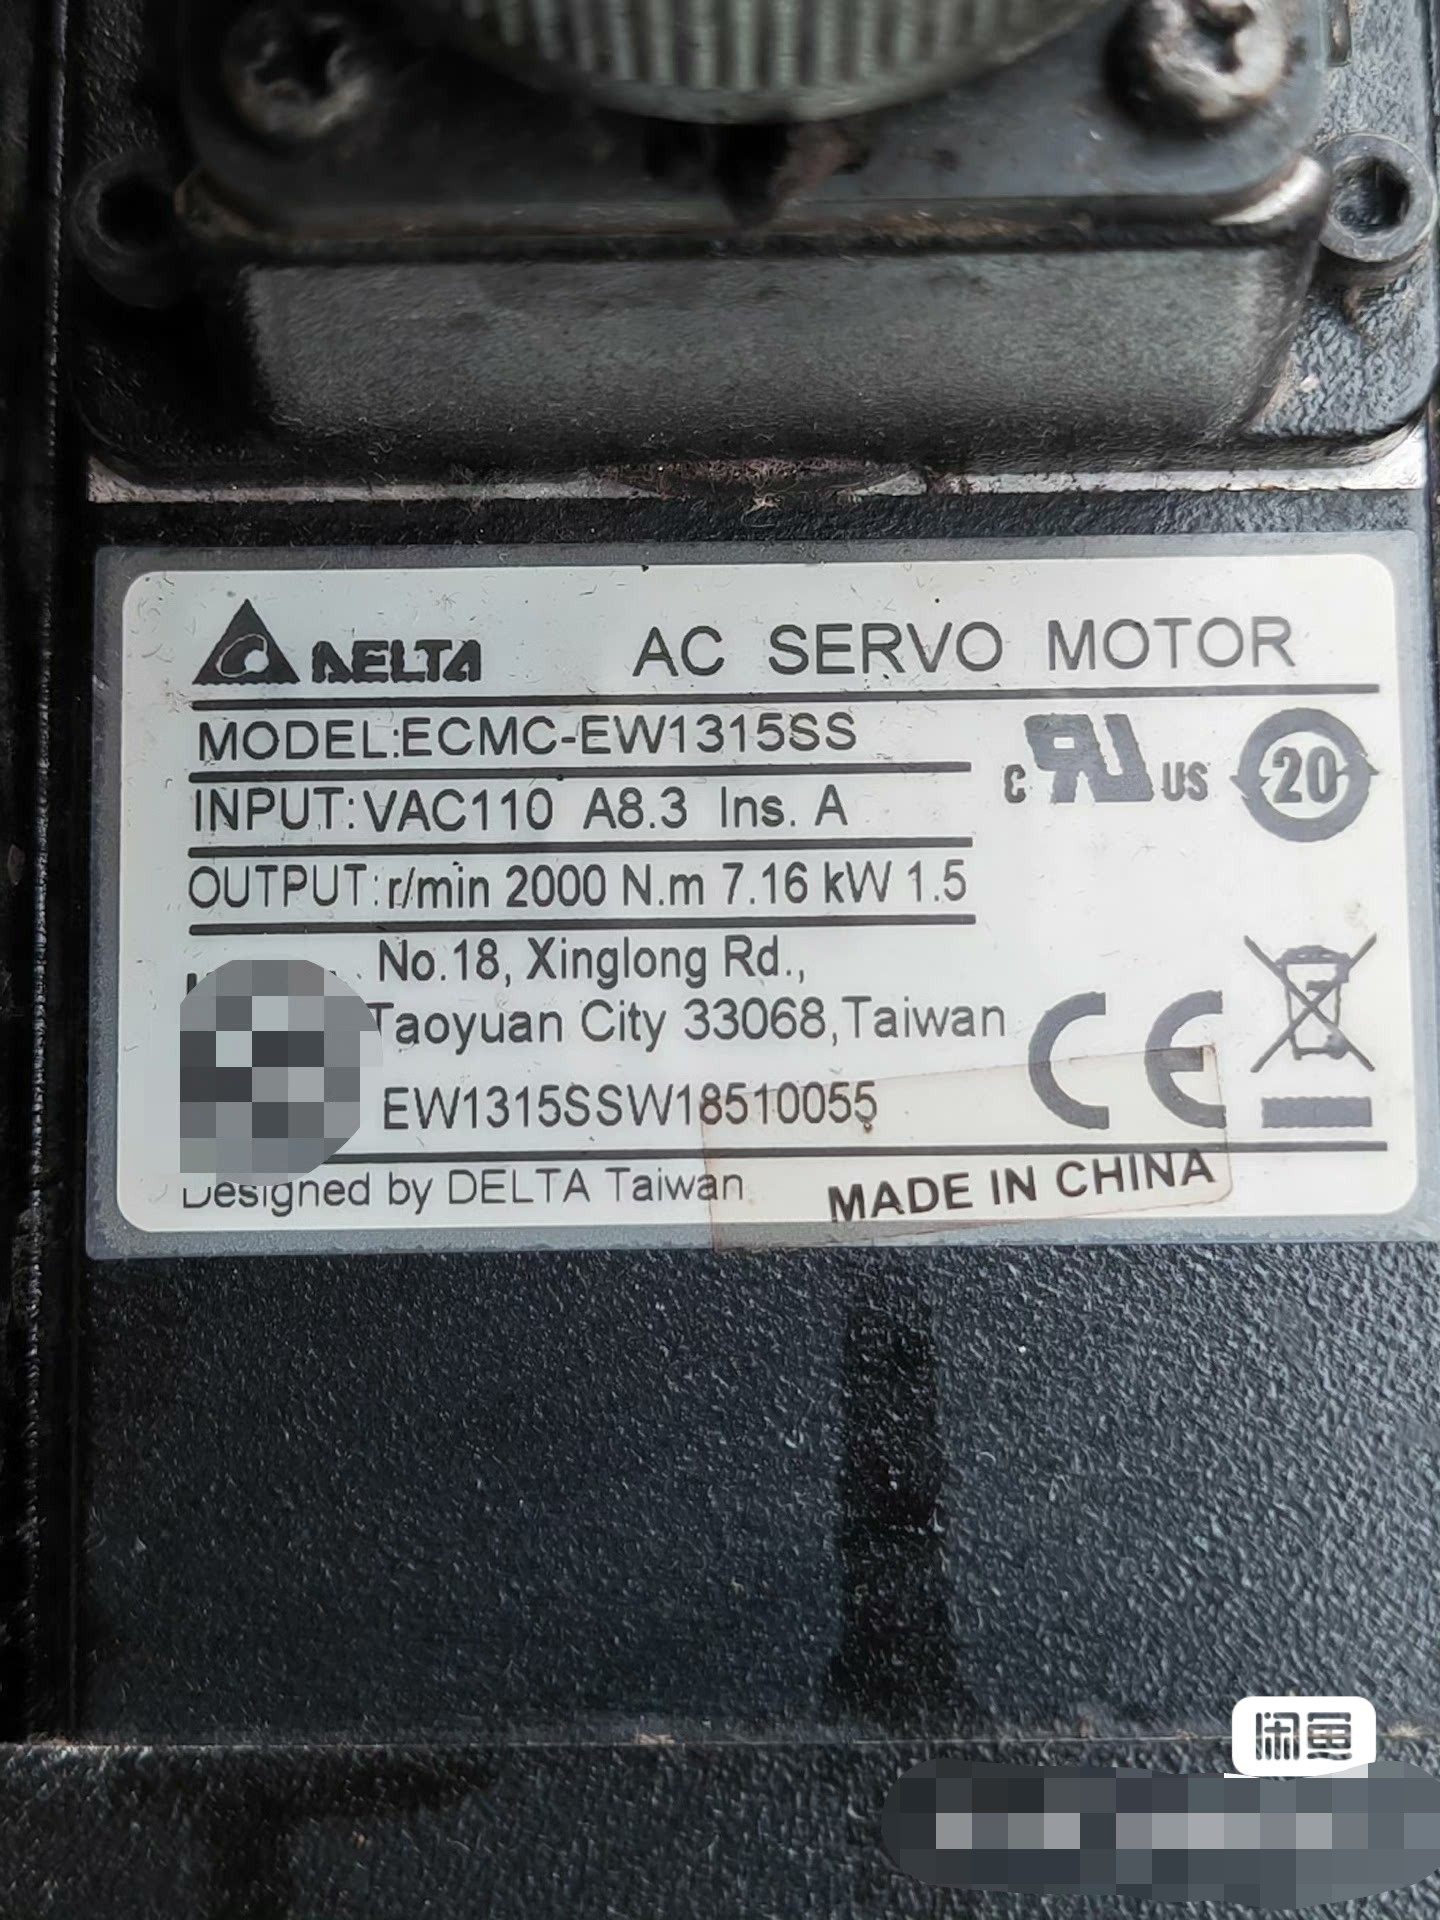 DELTA AC SERVO MOTOR
MODEL:ECMC-EW1315SS
INPUT:VAC110 A8.3 Ins. A
OUTPUT:r/min 2000 N.m 7.16 kW 1.5
C UR US
20
No.18, Xinglong Rd.,
Taoyuan City 33068,Taiwan
EW1315SSW18510055
CE
Designed by DELTA Taiwan
MADE IN CHINA
闲鱼